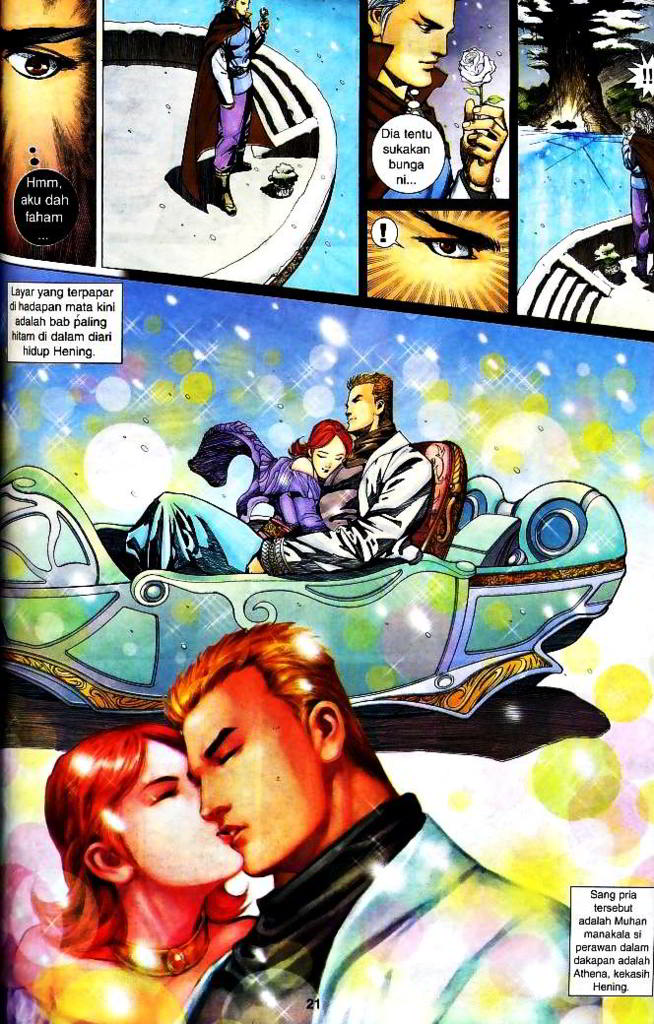 Hmm,
aku dah
faham
...
Dia tentu
sukakan
bunga
ni...
!
!!
Layar yang terpapar
di hadapan mata kini
adalah bab paling
hitam di dalam diari
hidup Hening.
Sang pria
tersebut
adalah Muhan
manakala si
perawan dalam
dakapan adalah
Athena, kekasih
Hening.
21